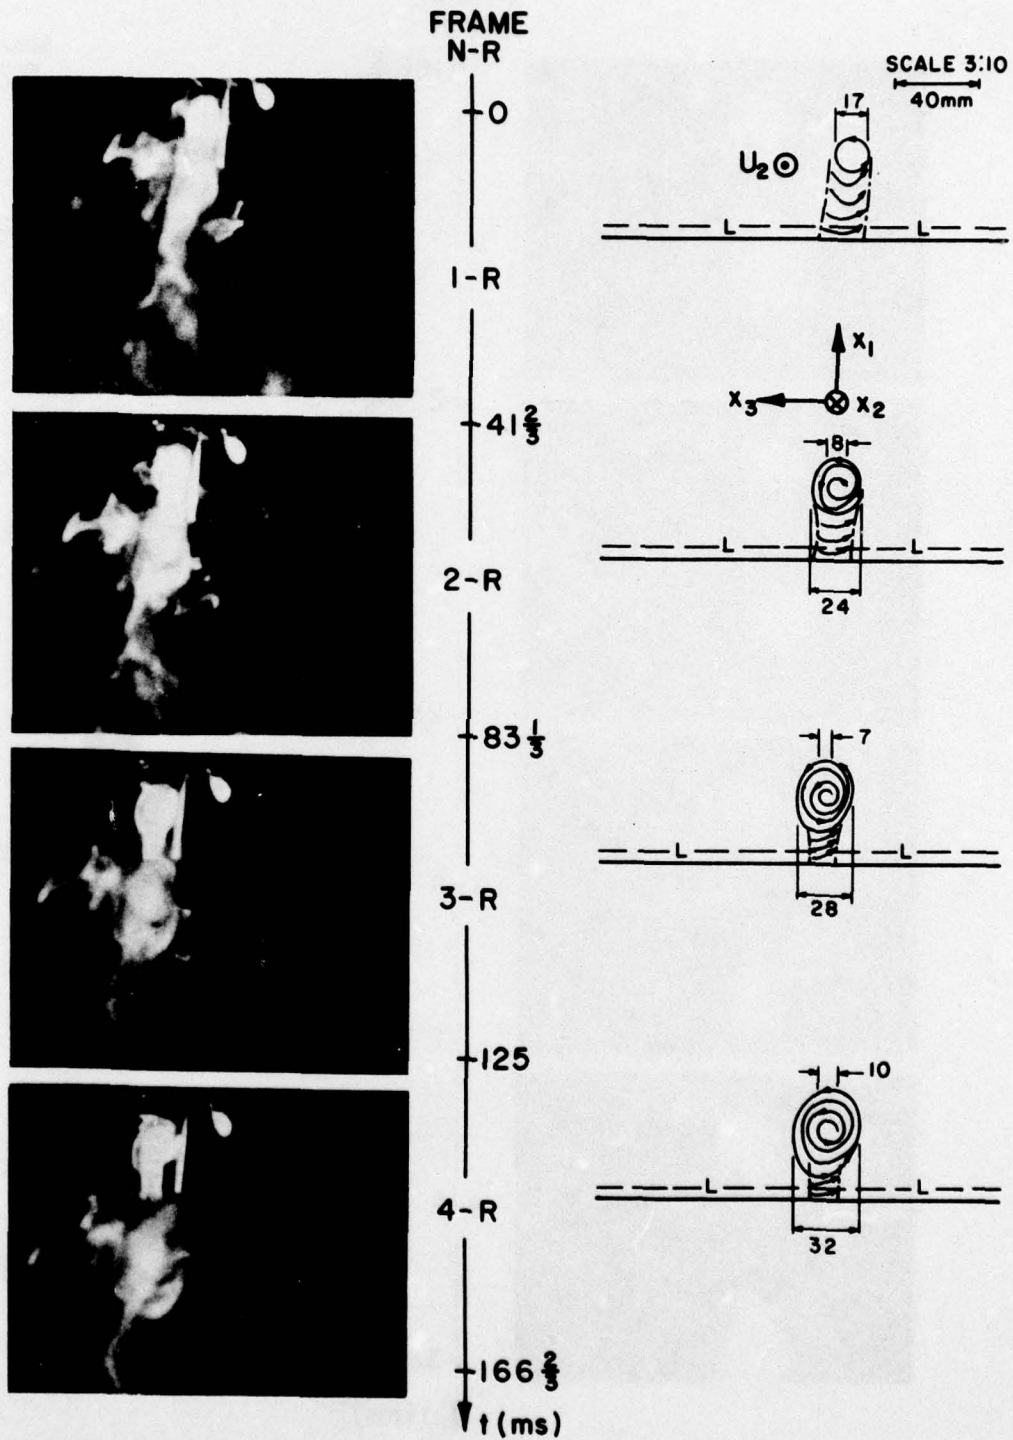 FRAME
N-R
SCALE 3:10
40mm
0
17
U₂
L
L
1-R
X₁
X₃
X₂
41 2/3
8
L
L
24
2-R
83 1/3
7
L
L
28
3-R
125
10
L
L
32
4-R
166 2/3
t (ms)